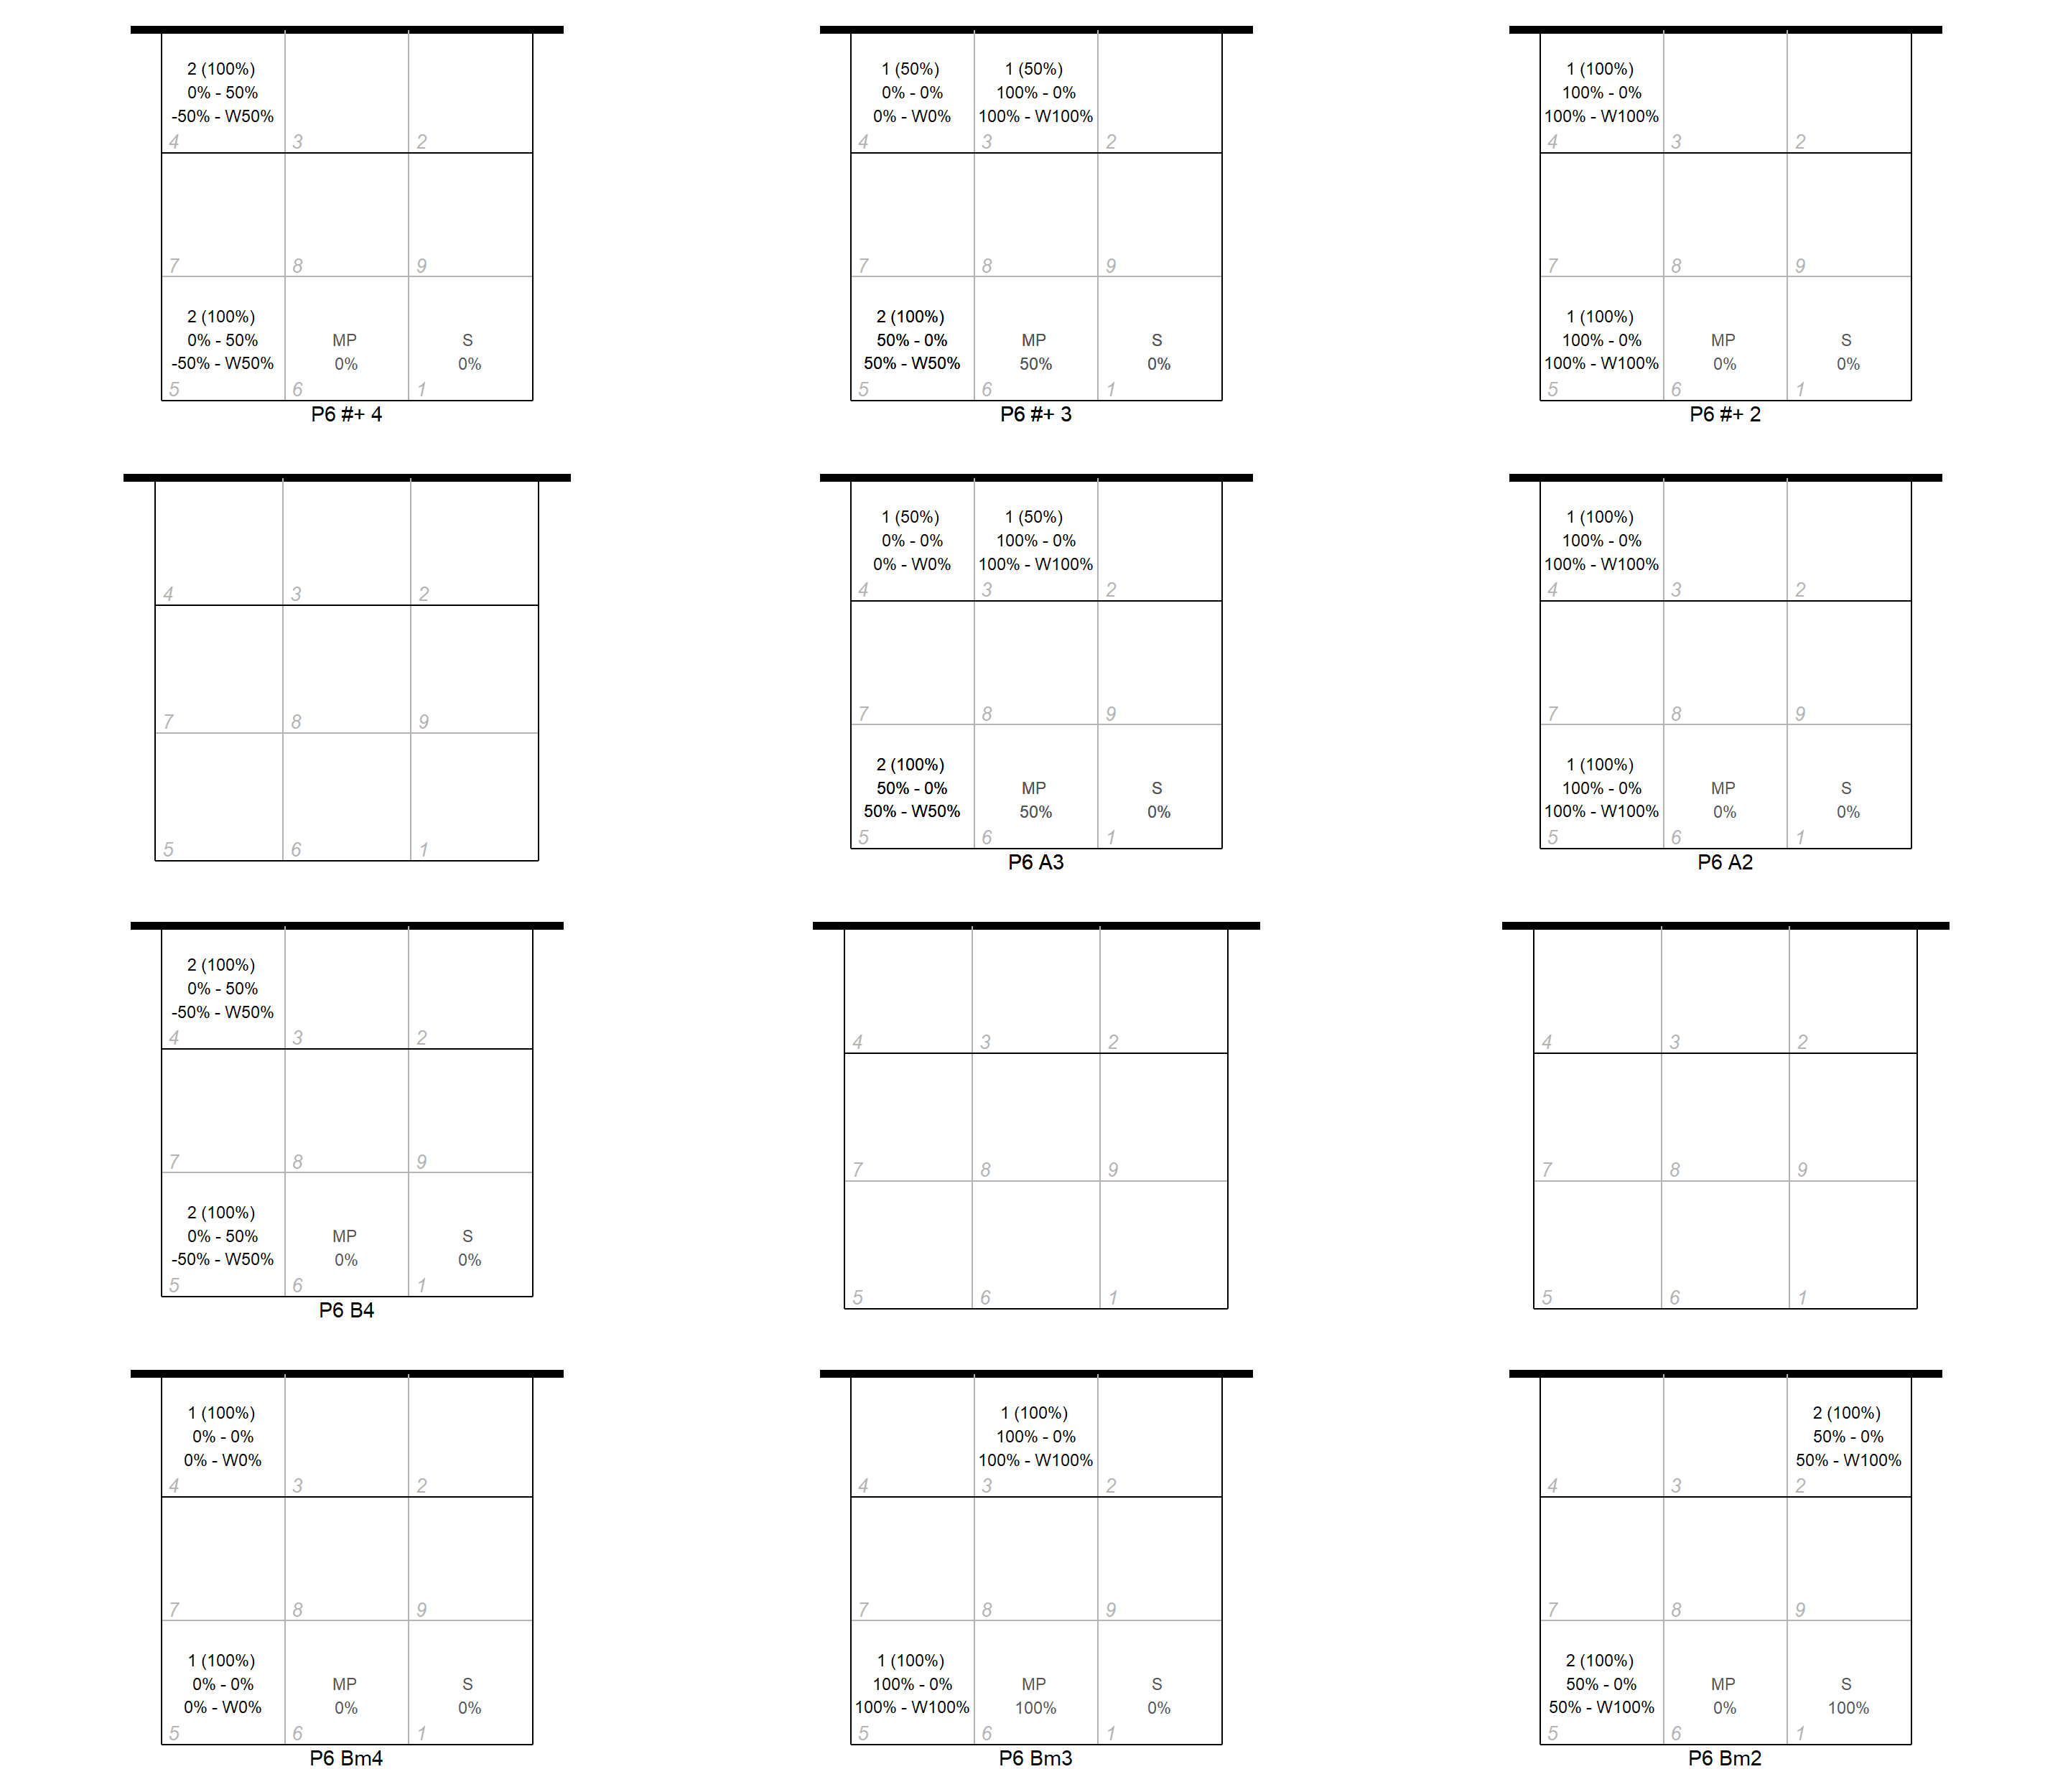 2 (100%)
0% - 50%
-50% - W50%
4 3 2
7 8 9
2 (100%)
0% - 50% MP S
-50% - W50% 0% 0%
5 6 1
P6 #+ 4
1 (50%) 1 (50%)
0% - 0% 100% - 0%
0% - W0% 100% - W100%
4 3 2
7 8 9
2 (100%)
50% - 0% MP S
50% - W50% 50% 0%
5 6 1
P6 #+ 3
1 (100%)
100% - 0%
100% - W100%
4 3 2
7 8 9
1 (100%)
100% - 0% MP S
100% - W100% 0% 0%
5 6 1
P6 #+ 2
4 3 2
7 8 9
5 6 1
1 (50%) 1 (50%)
0% - 0% 100% - 0%
0% - W0% 100% - W100%
4 3 2
7 8 9
2 (100%)
50% - 0% MP S
50% - W50% 50% 0%
5 6 1
P6 A3
1 (100%)
100% - 0%
100% - W100%
4 3 2
7 8 9
1 (100%)
100% - 0% MP S
100% - W100% 0% 0%
5 6 1
P6 A2
2 (100%)
0% - 50%
-50% - W50%
4 3 2
7 8 9
2 (100%)
0% - 50% MP S
-50% - W50% 0% 0%
5 6 1
P6 B4
4 3 2
7 8 9
5 6 1
4 3 2
7 8 9
5 6 1
1 (100%)
0% - 0%
0% - W0%
4 3 2
7 8 9
1 (100%)
0% - 0% MP S
0% - W0% 0% 0%
5 6 1
P6 Bm4
1 (100%)
100% - 0%
100% - W100%
4 3 2
7 8 9
1 (100%)
100% - 0% MP S
100% - W100% 100% 0%
5 6 1
P6 Bm3
2 (100%)
50% - 0%
50% - W100%
4 3 2
7 8 9
2 (100%)
50% - 0% MP S
50% - W100% 0% 100%
5 6 1
P6 Bm2